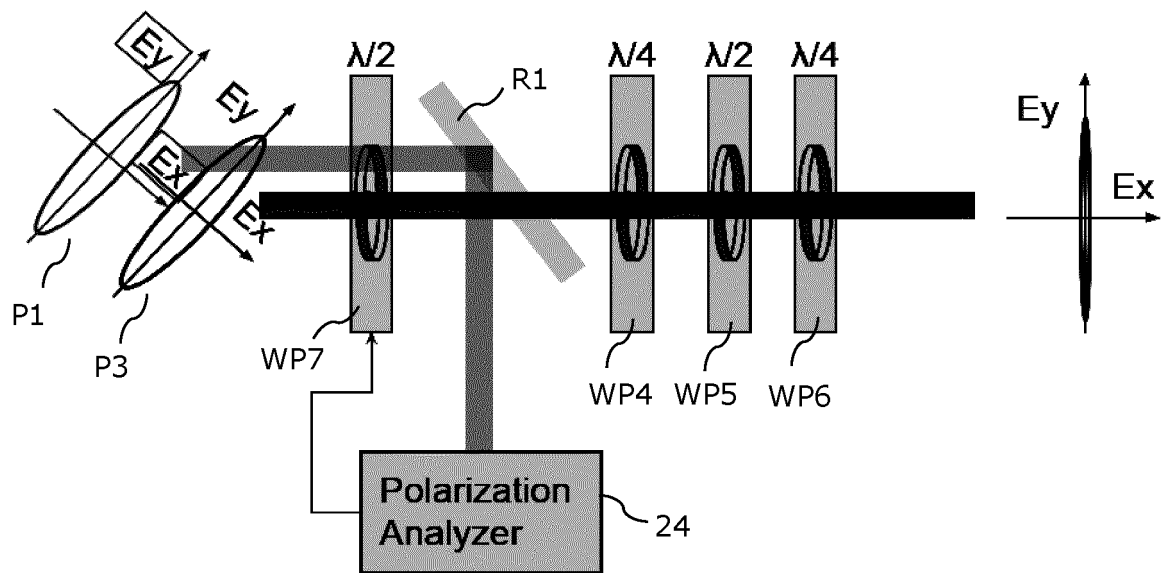 Ey
Ex
P1
Ey
Ex
P3
λ/2
WP7
R1
λ/4
λ/2
λ/4
WP4
WP5
WP6
Ey
Ex
Polarization
Analyzer
24